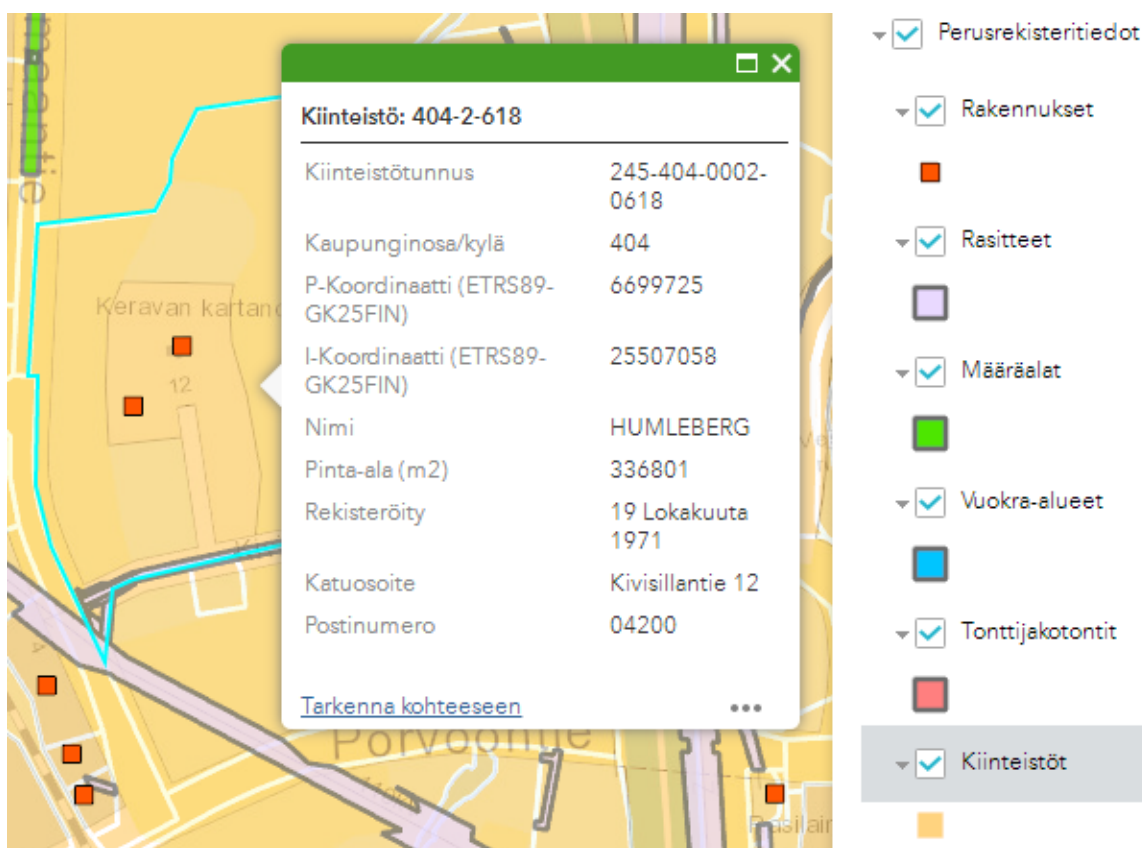 Perusrekisteritiedot
Kiinteistö: 404-2-618
Kiinteistötunnus 245-404-0002-
0618
Kaupunginosa/kylä 404
P-Koordinaatti (ETRS89-
GK25FIN) 6699725
I-Koordinaatti (ETRS89-
GK25FIN) 25507058
Nimi HUMLEBERG
Pinta-ala (m2) 336801
Rekisteröity 19 Lokakuuta
1971
Katuosoite Kivisillantie 12
Postinumero 04200
Tarkenna kohteeseen
Keravan kartano
12
Porvoontie
Rakennukset
Rasitteet
Määräalat
Vuokra-alueet
Tonttijakotontit
Kiinteistöt